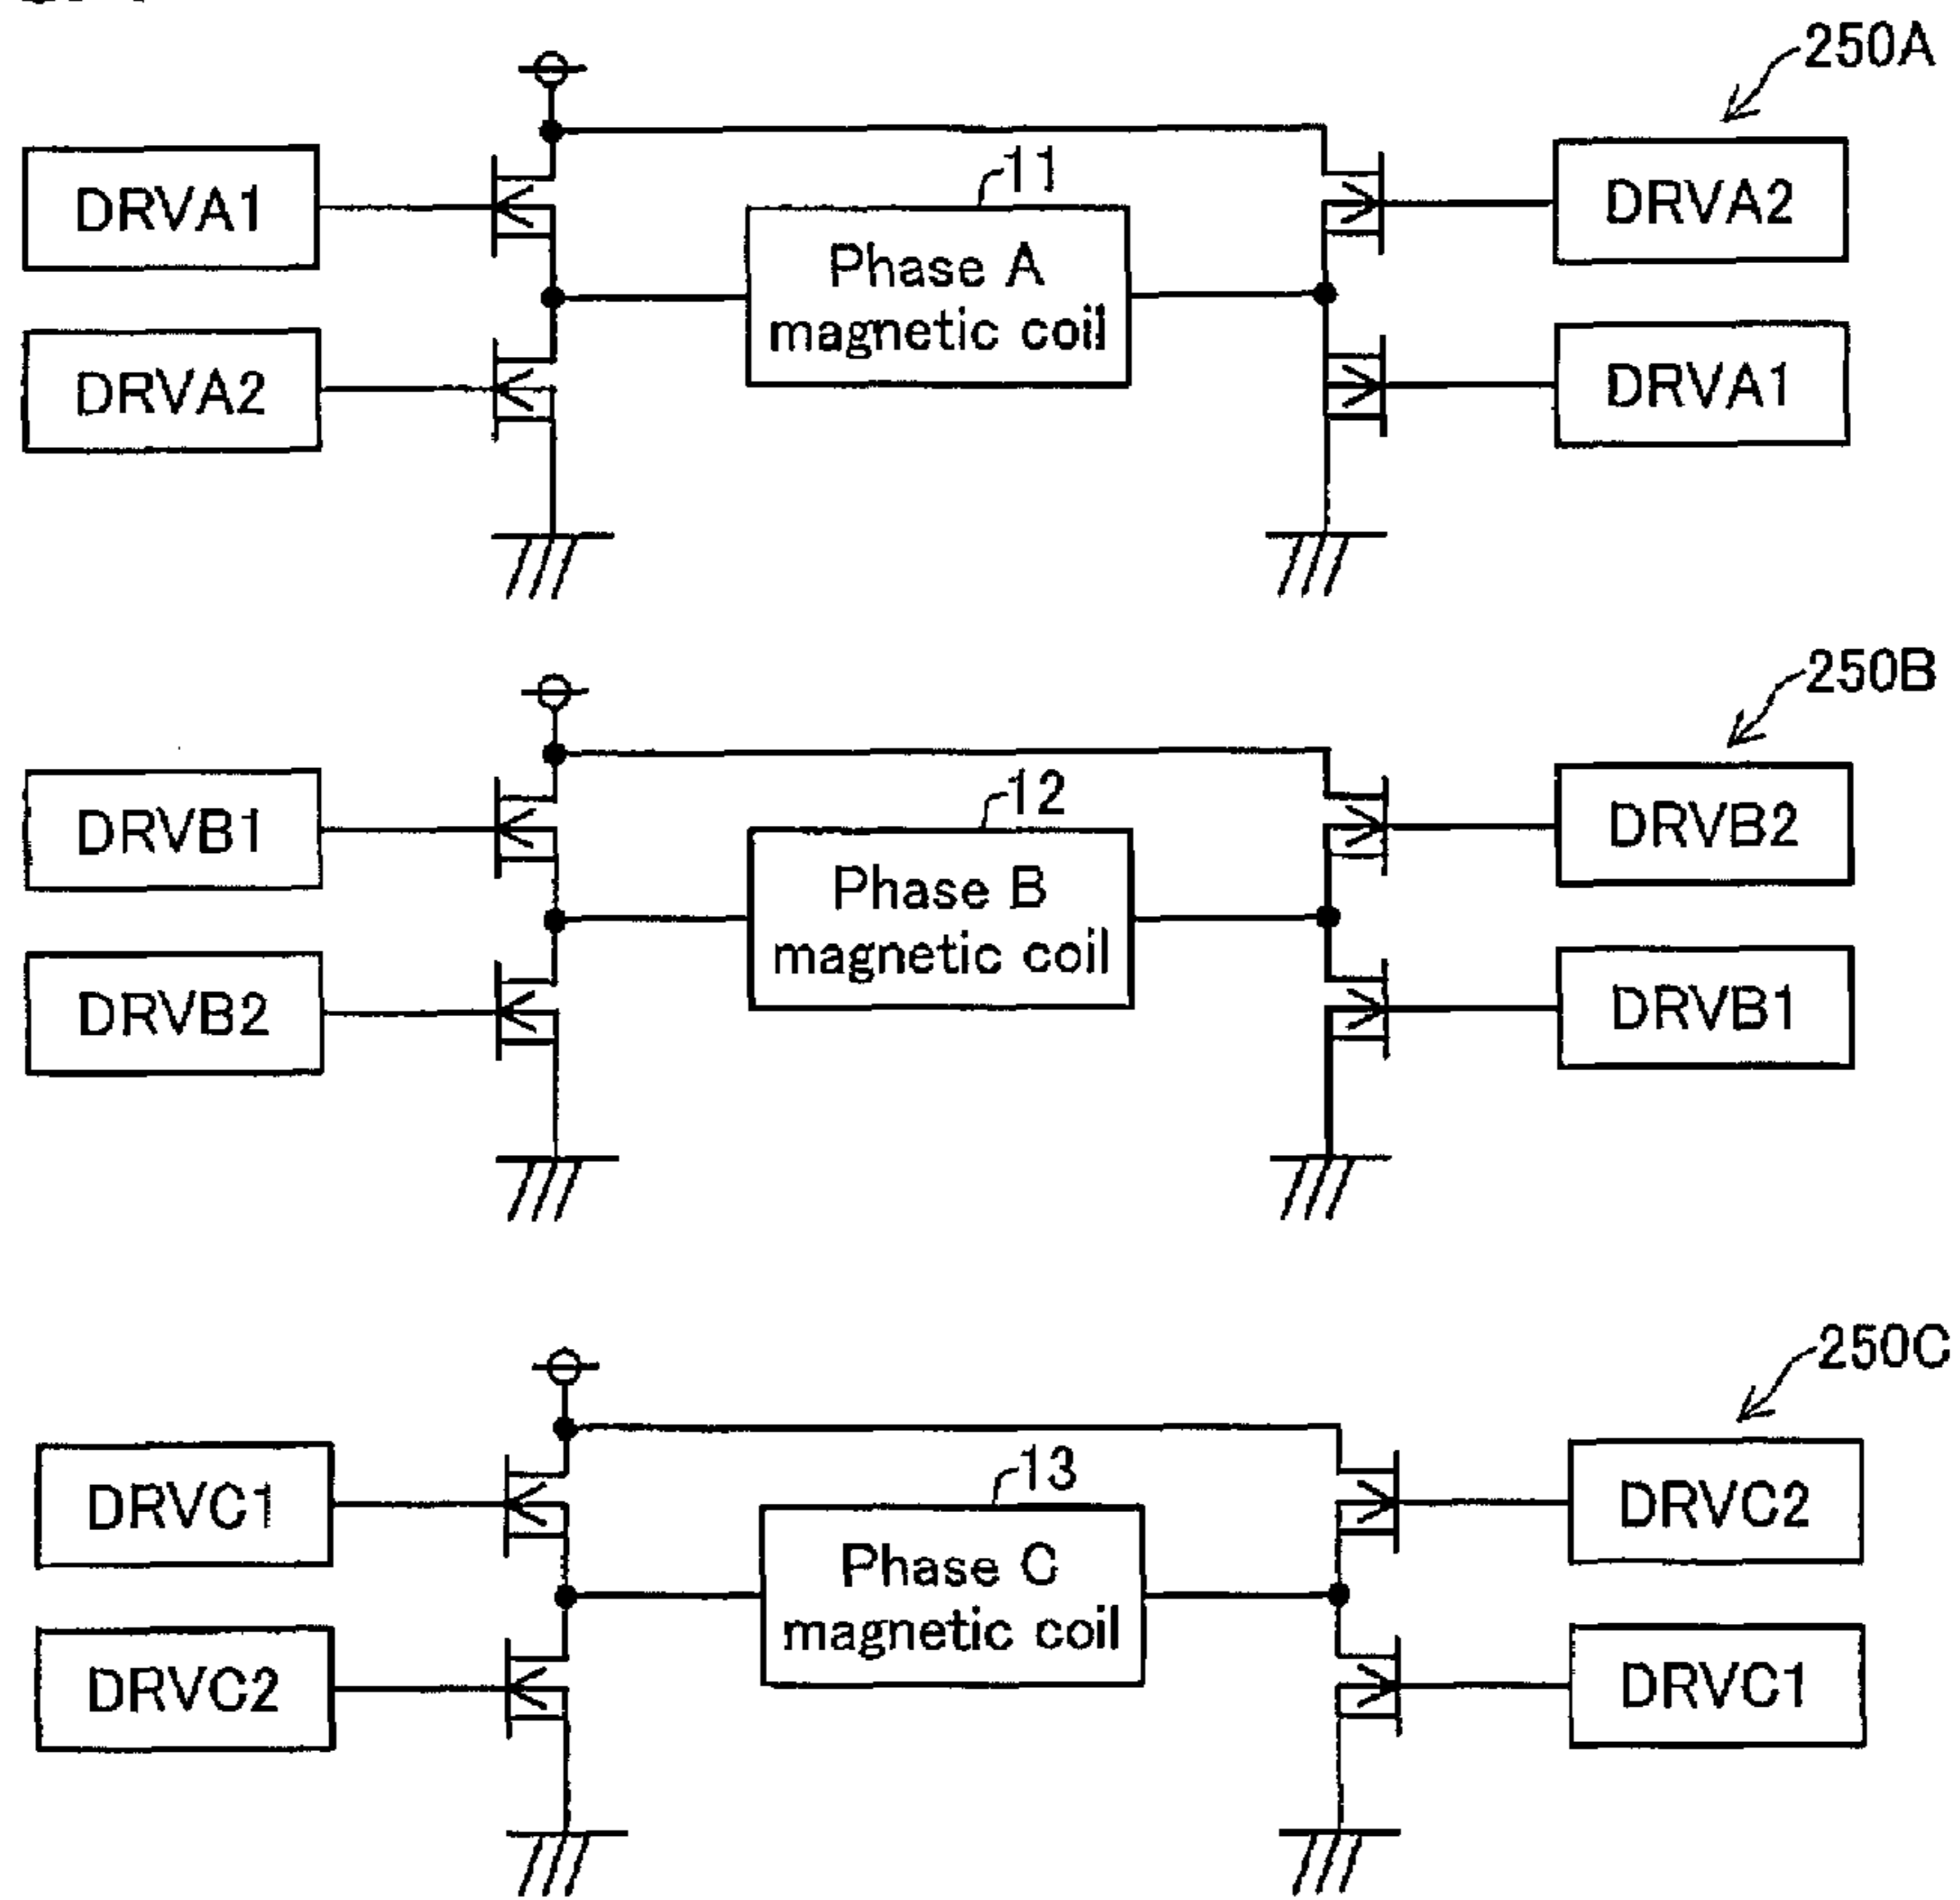 250A
DRVA1
11
DRVA2
Phase A
magnetic coil
DRVA2
DRVA1
250B
DRVB1
12
DRVB2
Phase B
magnetic coil
DRVB2
DRVB1
250C
DRVC1
13
DRVC2
Phase C
magnetic coil
DRVC2
DRVC1